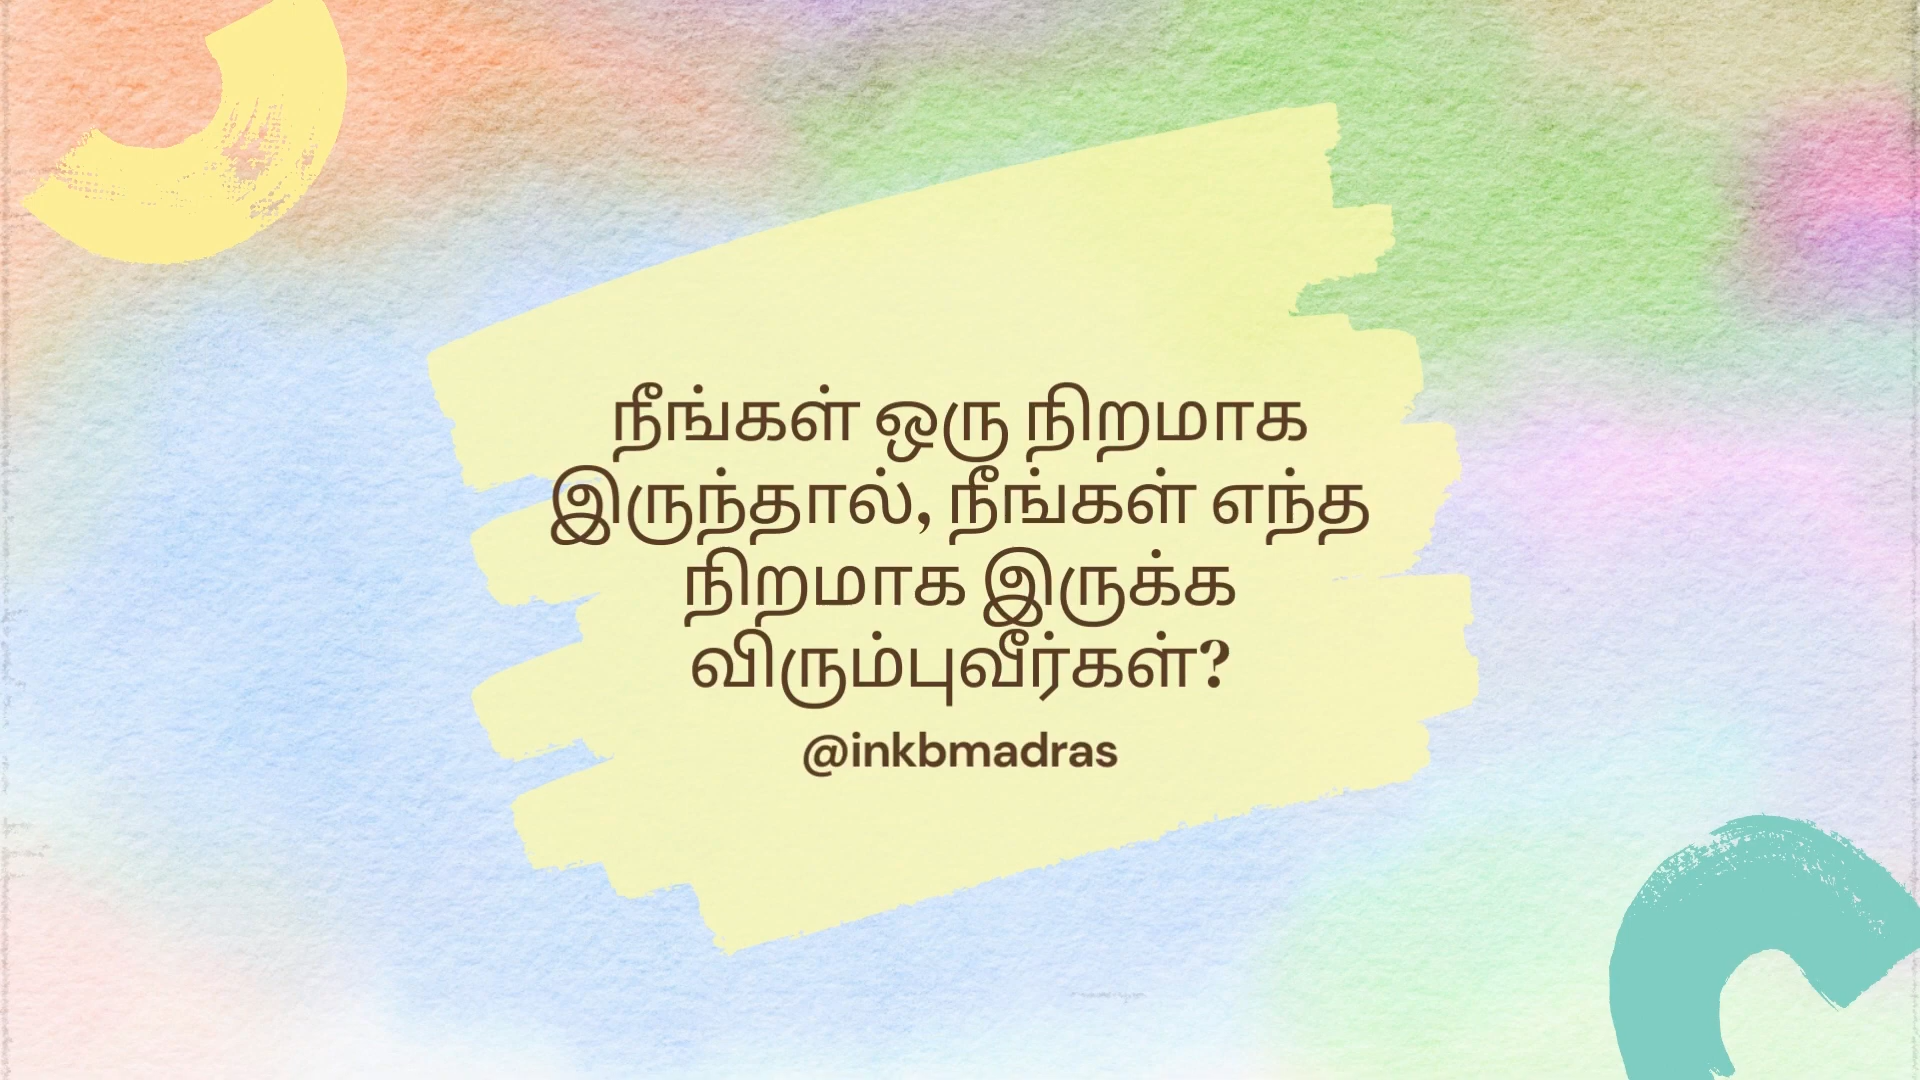 நீங்கள் ஒரு நிறமாக
இருந்தால், நீங்கள் எந்த
நிறமாக இருக்க
விரும்புவீர்கள்?
@inkbmadras